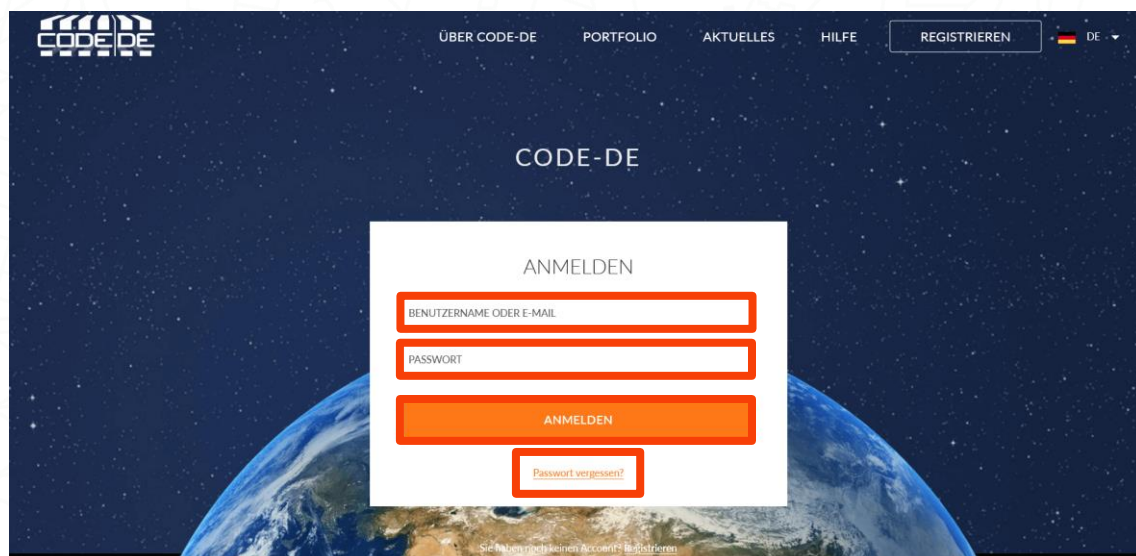 CODE DE
ÜBER CODE-DE PORTFOLIO AKTUELLES HILFE REGISTRIEREN DE
CODE-DE
ANMELDEN
BENUTZERNAME ODER E-MAIL
PASSWORT
ANMELDEN
Passwort vergessen?
Sie haben noch keinen Account? Registrieren